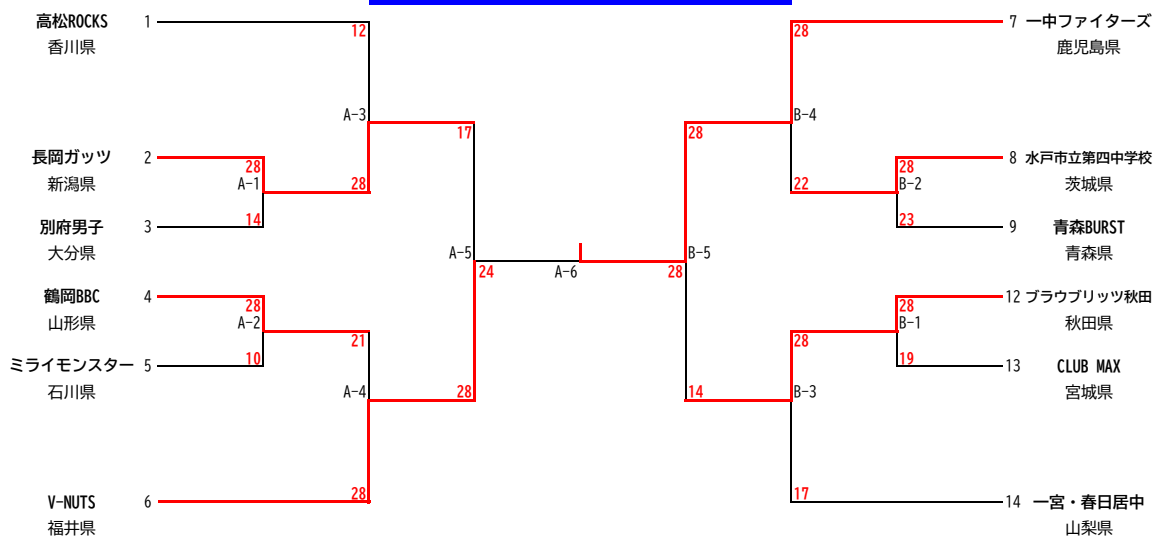 高松ROCKS 1
香川県
12
A-3
17
長岡ガッツ 2
28
新潟県
A-1
28
別府男子 3
14
大分県
A-5
24
鶴岡BBC 4
28
山形県
A-2
21
ミライモンスター 5
10
石川県
A-4
28
V-NUTS 6
28
福井県
A-6
28
7 一中ファイターズ
28
鹿児島県
B-4
28
8 水戸市立第四中学校
28
茨城県
B-2
22
9 青森BURST
23
青森県
B-5
12 ブラウブリッツ秋田
28
秋田県
B-1
28
13 CLUB MAX
19
宮城県
B-3
14
14 一宮・春日居中
17
山梨県